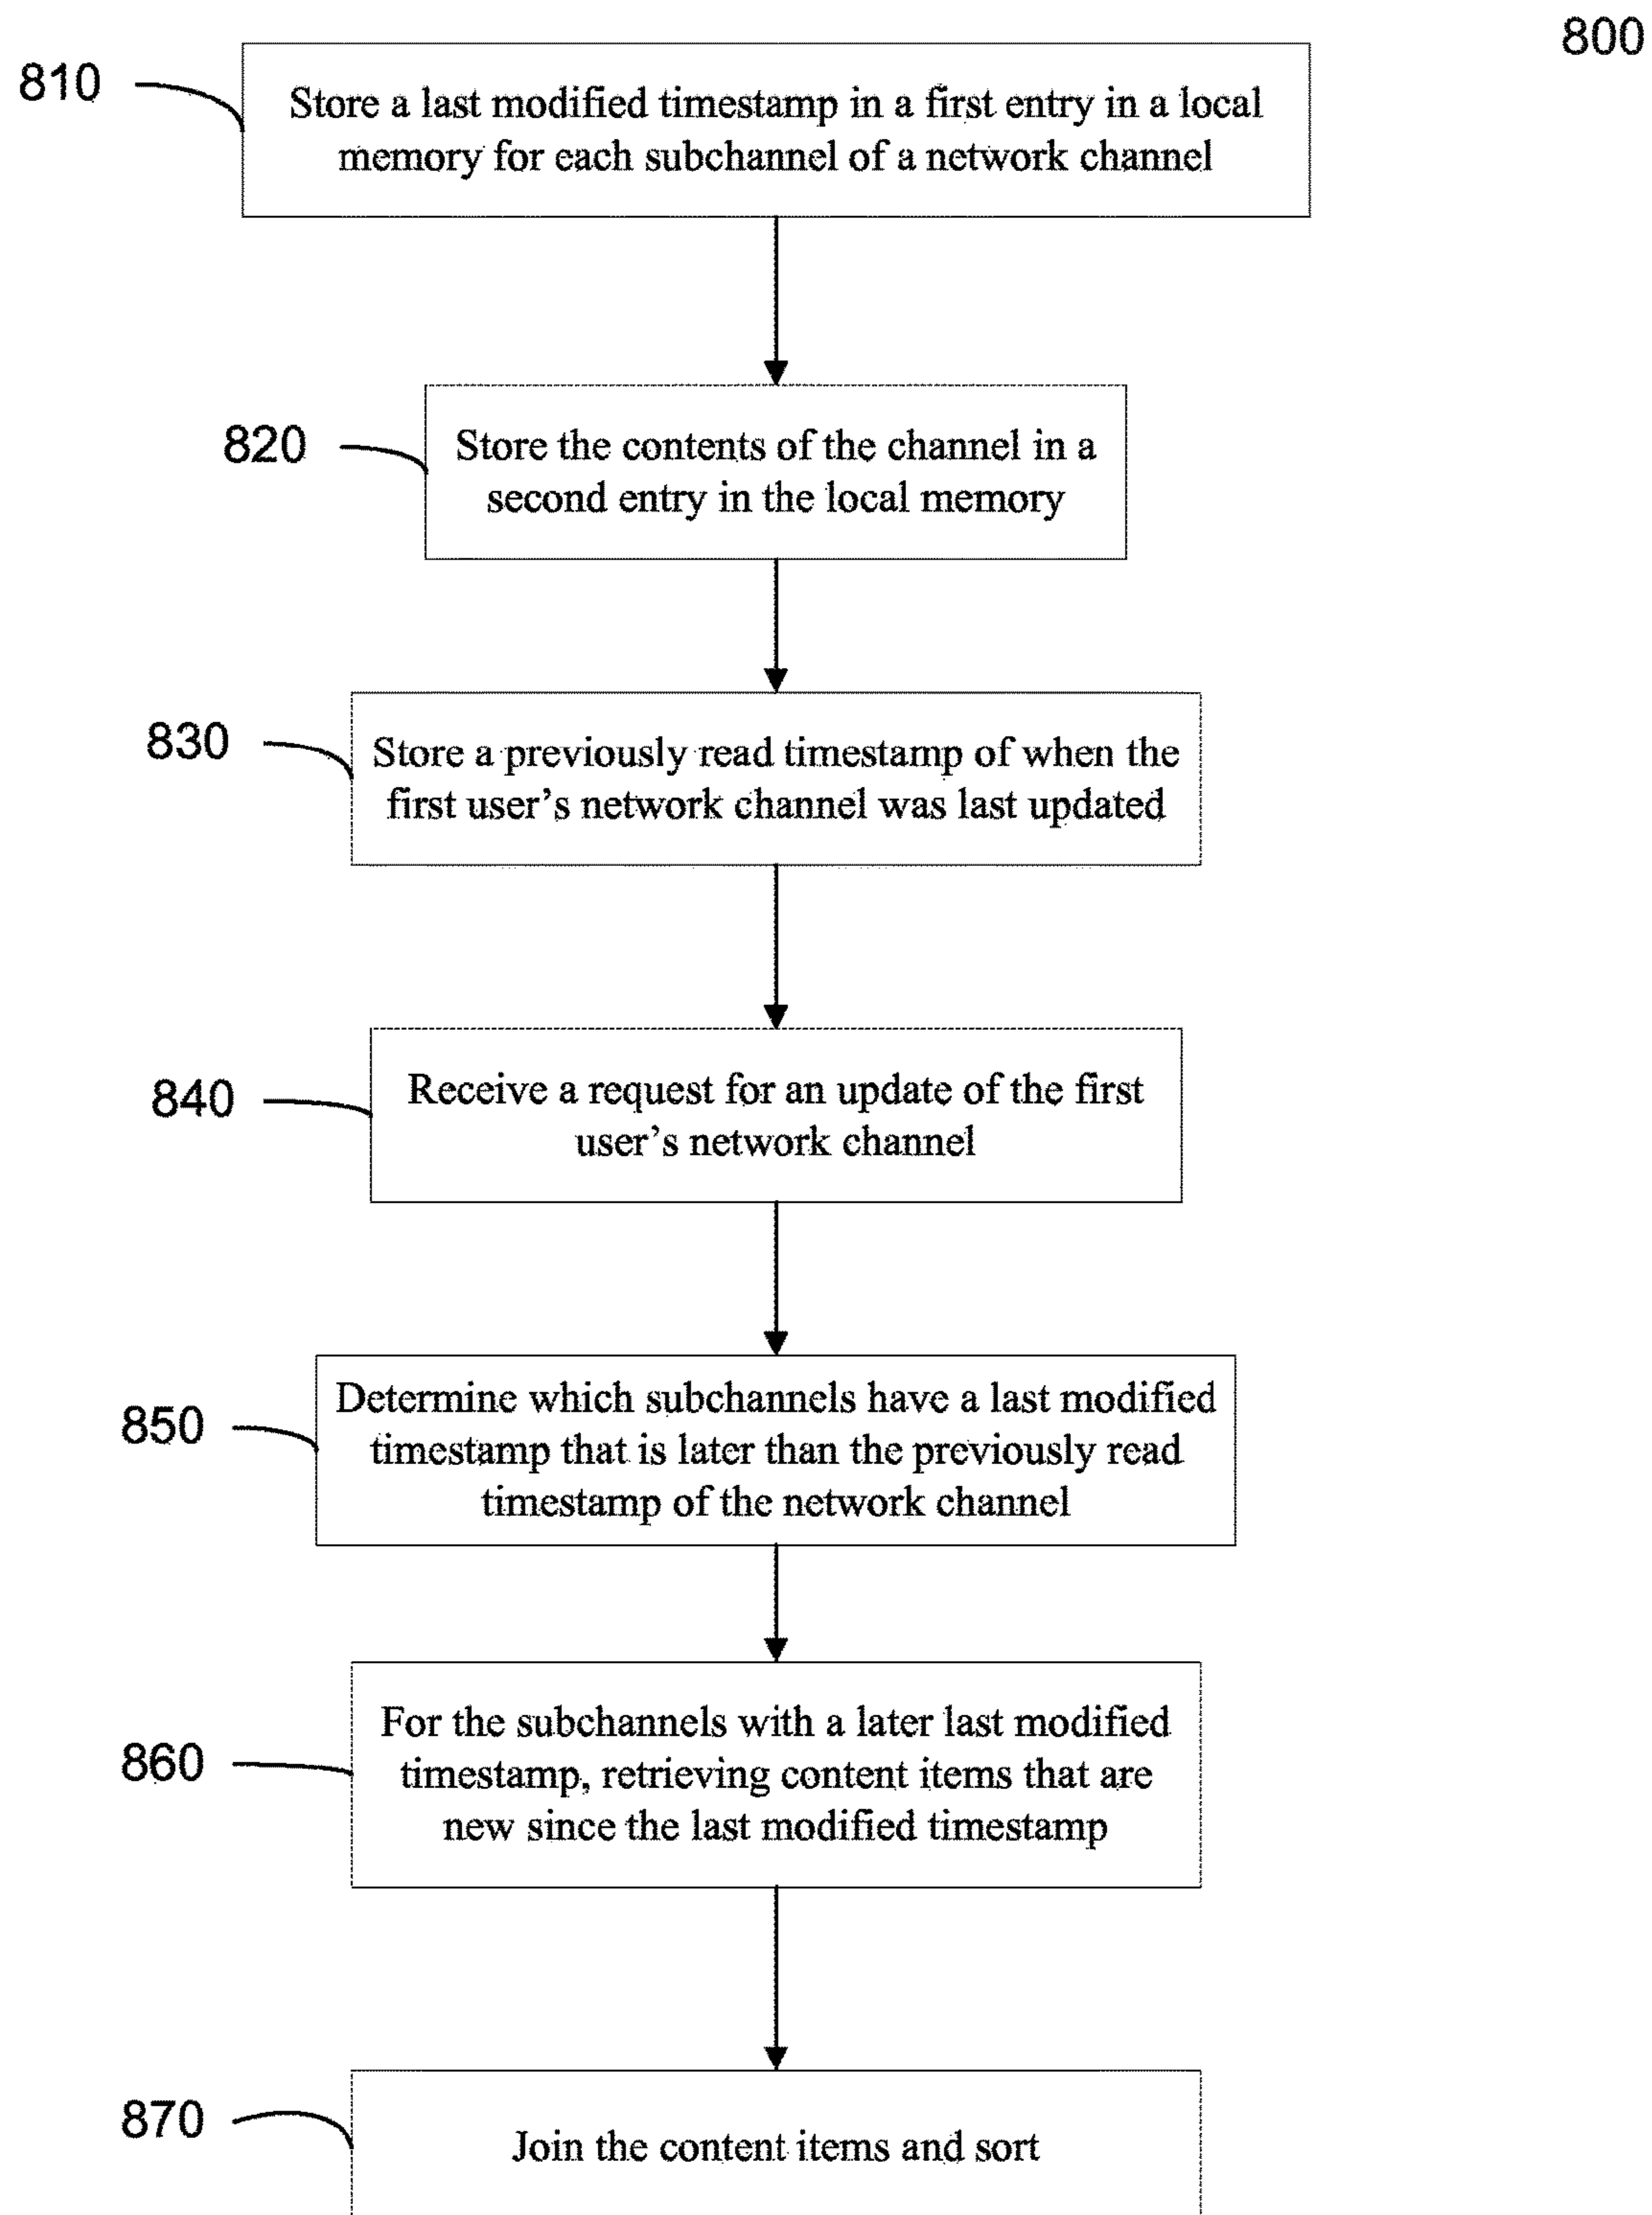 800
810
Store a last modified timestamp in a first entry in a local
memory for each subchannel of a network channel
820
Store the contents of the channel in a
second entry in the local memory
830
Store a previously read timestamp of when the
first user's network channel was last updated
840
Receive a request for an update of the first
user's network channel
850
Determine which subchannels have a last modified
timestamp that is later than the previously read
timestamp of the network channel
860
For the subchannels with a later last modified
timestamp, retrieving content items that are
new since the last modified timestamp
870
Join the content items and sort